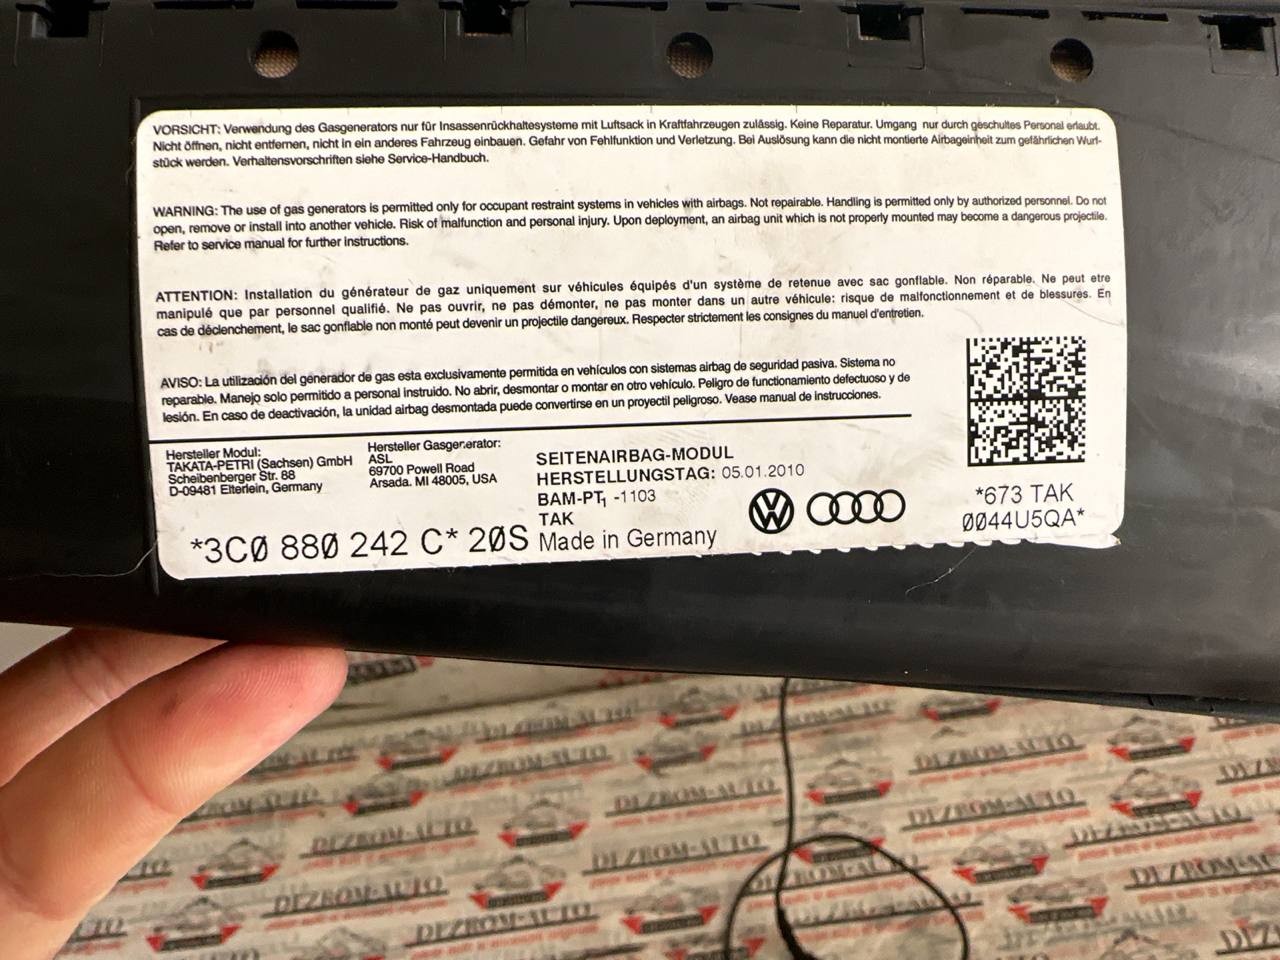 VORSICHT: Verwendung des Gasgenerators nur für Insassenrückhaltesysteme mit Luftsack in Kraftfahrzeugen zulässig. Keine Reparatur. Umgang nur durch geschultes Personal erlaubt.
Nicht öffnen, nicht entfernen, nicht in ein anderes Fahrzeug einbauen. Gefahr von Fehlfunktion und Verletzung. Bei Auslösung kann die nicht montierte Airbageinheit zum gefährlichen Wurf-
stück werden. Verhaltensvorschriften siehe Service-Handbuch.
WARNING: The use of gas generators is permitted only for occupant restraint systems in vehicles with airbags. Not repairable. Handling is permitted only by authorized personnel. Do not
open, remove or install into another vehicle. Risk of malfunction and personal injury. Upon deployment, an airbag unit which is not properly mounted may become a dangerous projectile.
Refer to service manual for further instructions.
ATTENTION: Installation du générateur de gaz uniquement sur véhicules équipés d'un système de retenue avec sac gonflable. Non réparable. Ne peut etre
manipulé que par personnel qualifié. Ne pas ouvrir, ne pas démonter, ne pas monter dans un autre véhicule: risque de malfonctionnement et de blessures. En
cas de déclenchement, le sac gonflable non monté peut devenir un projectile dangereux. Respecter strictement les consignes du manuel d'entretien.
AVISO: La utilización del generador de gas esta exclusivamente permitida en vehículos con sistemas airbag de seguridad pasiva. Sistema no
reparable. Manejo solo permitido a personal instruido. No abrir, desmontar o montar en otro vehículo. Peligro de funcionamiento defectuoso y de
lesión. En caso de deactivación, la unidad airbag desmontada puede convertirse en un proyectil peligroso. Vease manual de instrucciones.
Hersteller Modul:
TAKATA-PETRI (Sachsen) GmbH
Scheibenberger Str. 88
D-09481 Elterlein, Germany
Hersteller Gasgenerator:
ASL
69700 Powell Road
Arsada. MI 48005, USA
SEITENAIRBAG-MODUL
HERSTELLUNGSTAG: 05.01.2010
BAM-PT1 -1103
TAK
Made in Germany
*3C0 880 242 C* 20S
*673 TAK
0044U5QA*
DEZROM-AUTO
DEZROM-AUTO
DEZROM-AUTO
DEZROM-AUTO
DEZROM-AUTO
DEZROM-AUTO
DEZROM-AUTO
DEZROM-AUTO